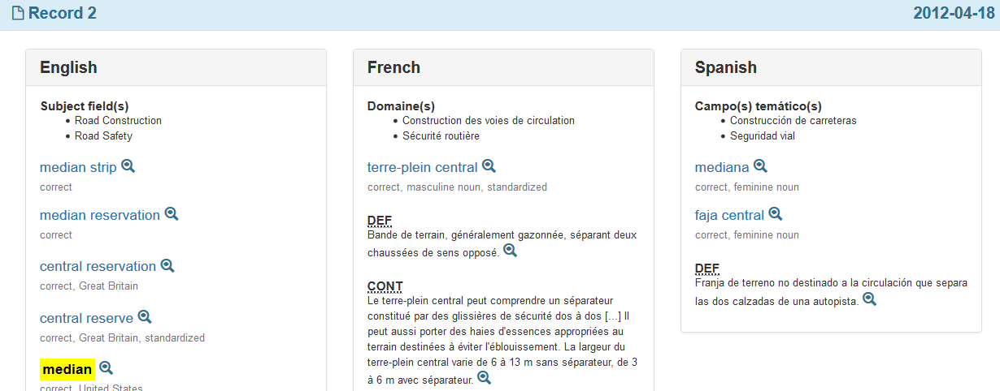 Record 2
2012-04-18
English
Subject field(s)
Road Construction
Road Safety
median strip
correct
median reservation
correct
central reservation
correct, Great Britain
central reserve
correct, Great Britain, standardized
median
correct, United States
French
Domaine(s)
Construction des voies de circulation
Sécurité routière
terre-plein central
correct, masculine noun, standardized
DEF
Bande de terrain, généralement gazonnée, séparant deux
chaussées de sens opposé.
CONT
Le terre-plein central peut comprendre un séparateur
constitué par des glissières de sécurité dos à dos [...] Il
peut aussi porter des haies d'essences appropriées au
terrain destinées à éviter l'éblouissement. La largeur du
terre-plein central varie de 6 à 13 m sans séparateur, de 3
à 6 m avec séparateur.
Spanish
Campo(s) temático(s)
Construcción de carreteras
Seguridad vial
mediana
correct, feminine noun
faja central
correct, feminine noun
DEF
Franja de terreno no destinado a la circulación que separa
las dos calzadas de una autopista.